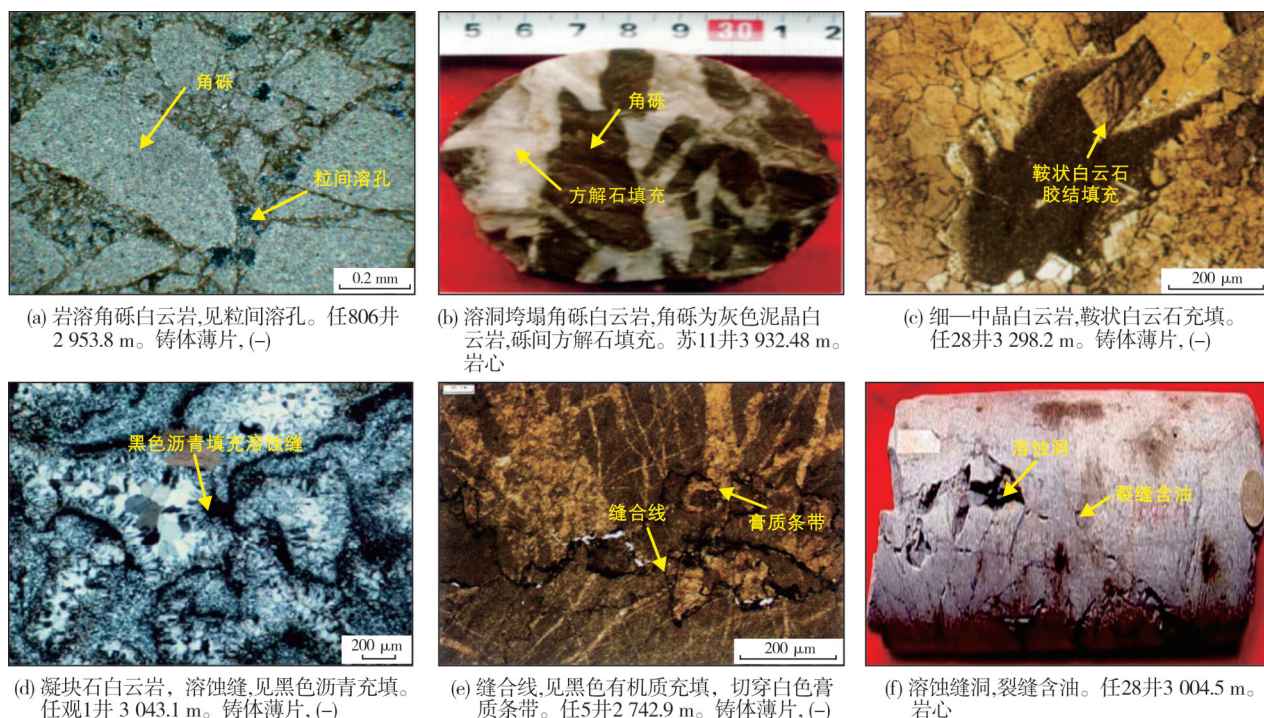 角砾
粒间溶孔
0.2 mm
(a) 岩溶角砾白云岩,见粒间溶孔。任806井
2 953.8 m。铸体薄片, (–)
5 6 7 8 9 30 1 2
角砾
方解石填充
(b) 溶洞垮塌角砾白云岩,角砾为灰色泥晶白
云岩,砾间方解石填充。苏11井3 932.48 m。
岩心
鞍状白云石
胶结填充
200 μm
(c) 细—中晶白云岩,鞍状白云石充填。
任28井3 298.2 m。铸体薄片, (–)
黑色沥青填充溶蚀缝
200 μm
(d) 凝块石白云岩，溶蚀缝,见黑色沥青充填。
任观1井 3 043.1 m。铸体薄片, (–)
缝合线
膏质条带
200 μm
(e) 缝合线,见黑色有机质充填，切穿白色膏
质条带。任5井2 742.9 m。铸体薄片, (–)
溶蚀洞
裂缝含油
(f) 溶蚀缝洞,裂缝含油。任28井3 004.5 m。
岩心